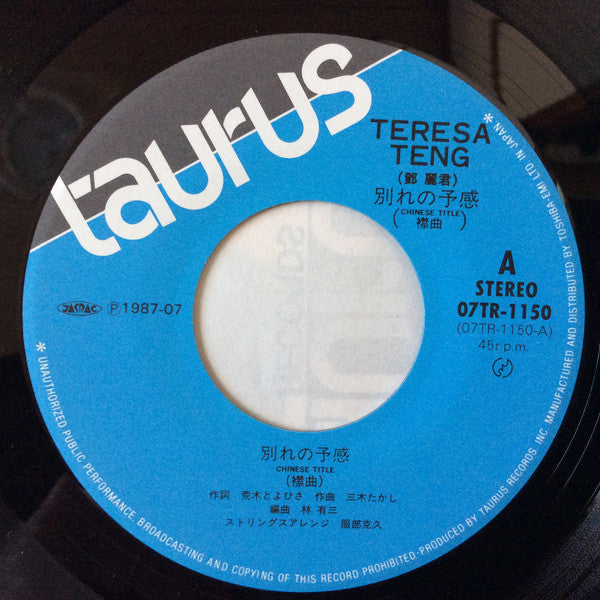 taurus
TERESA
TENG
(鄧 麗君)
別れの予感
(CHINESE TITLE
襟曲)
A
STEREO
07TR-1150
(07TR-1150-A)
45r.p.m.
JASRAC Ⓟ1987-07
別れの予感
CHINESE TITLE
(襟曲)
作詞 荒木とよひさ 作曲 三木たかし
編曲 林 有三
ストリングスアレンジ 服部克久
* UNAUTHORIZED PUBLIC PERFORMANCE BROADCASTING AND COPYING OF THIS RECORD PROHIBITED·PRODUCED BY TAURUS RECORDS INC. MANUFACTURED AND DISTRIBUTED BY TOSHIBA-EMI LTD IN JAPAN *